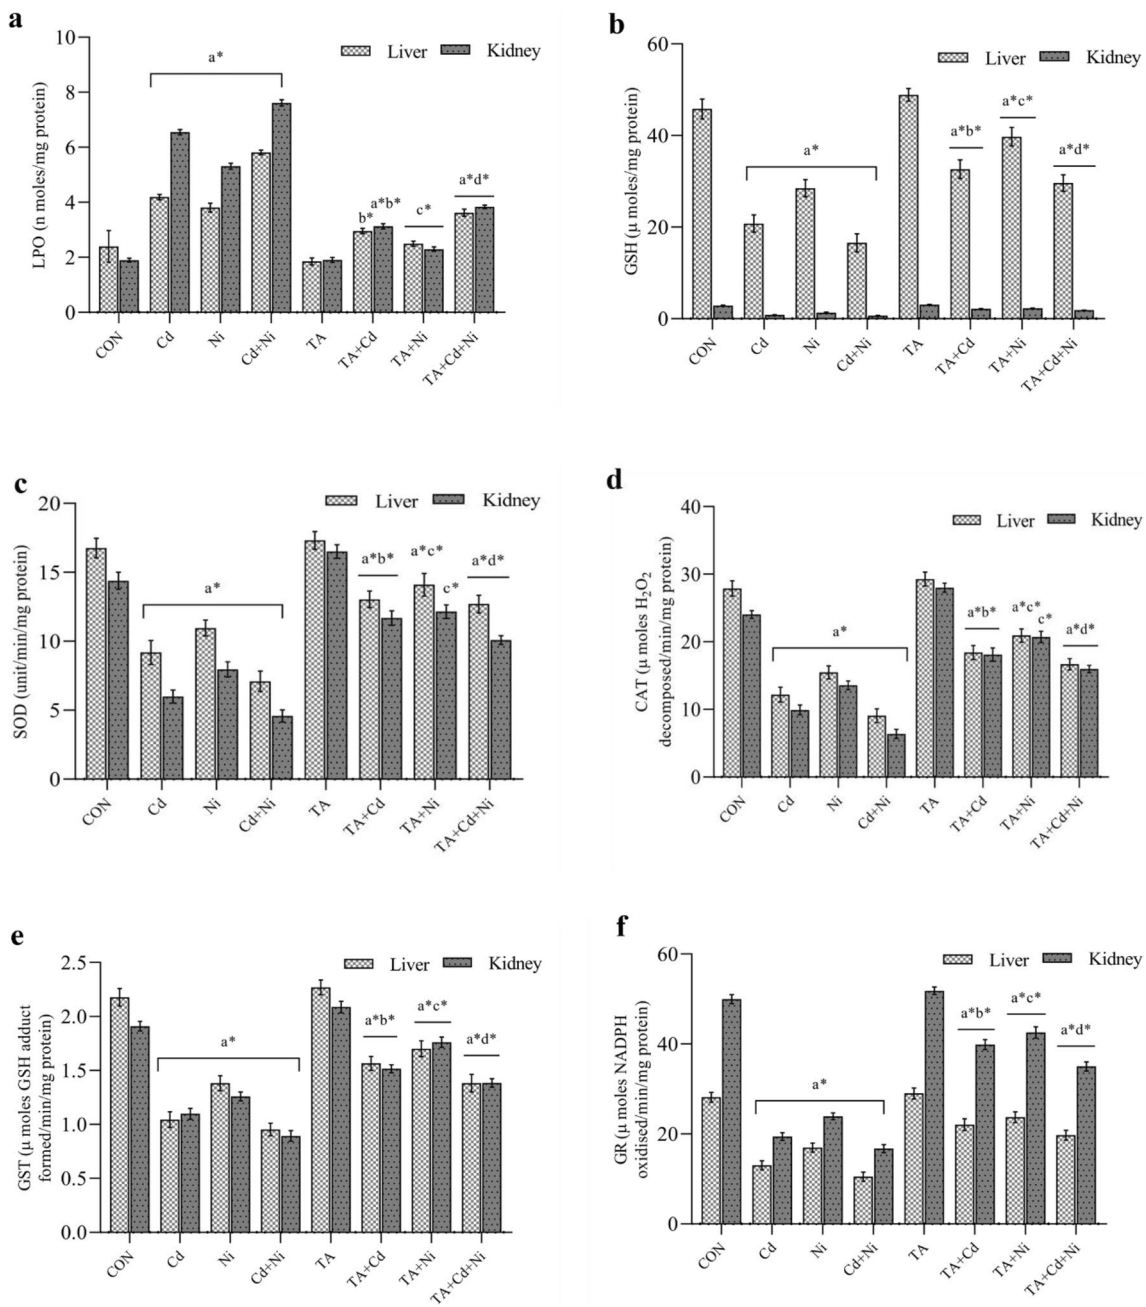 a
10
8
6
4
2
0
LPO (n moles/mg protein)
Liver Kidney
a*
b*
a*b*
c*
a*d*
CON Cd Ni Cd+Ni TA TA+Cd TA+Ni TA+Cd+Ni
b
60
40
20
0
GSH (µ moles/mg protein)
Liver Kidney
a*
a*b*
a*c*
a*d*
CON Cd Ni Cd+Ni TA TA+Cd TA+Ni TA+Cd+Ni
c
20
15
10
5
0
SOD (unit/min/mg protein)
Liver Kidney
a*
a*b*
a*c*
c*
a*d*
CON Cd Ni Cd+Ni TA TA+Cd TA+Ni TA+Cd+Ni
d
40
30
20
10
0
CAT (µ moles H₂O₂
decomposed/min/mg protein)
Liver Kidney
a*
a*b*
a*c*
c*
a*d*
CON Cd Ni Cd+Ni TA TA+Cd TA+Ni TA+Cd+Ni
e
2.5
2.0
1.5
1.0
0.5
0.0
GST (µ moles GSH adduct
formed/min/mg protein)
Liver Kidney
a*
a*b*
a*c*
a*d*
CON Cd Ni Cd+Ni TA TA+Cd TA+Ni TA+Cd+Ni
f
60
40
20
0
GR (µ moles NADPH
oxidised/min/mg protein)
Liver Kidney
a*
a*b*
a*c*
a*d*
CON Cd Ni Cd+Ni TA TA+Cd TA+Ni TA+Cd+Ni